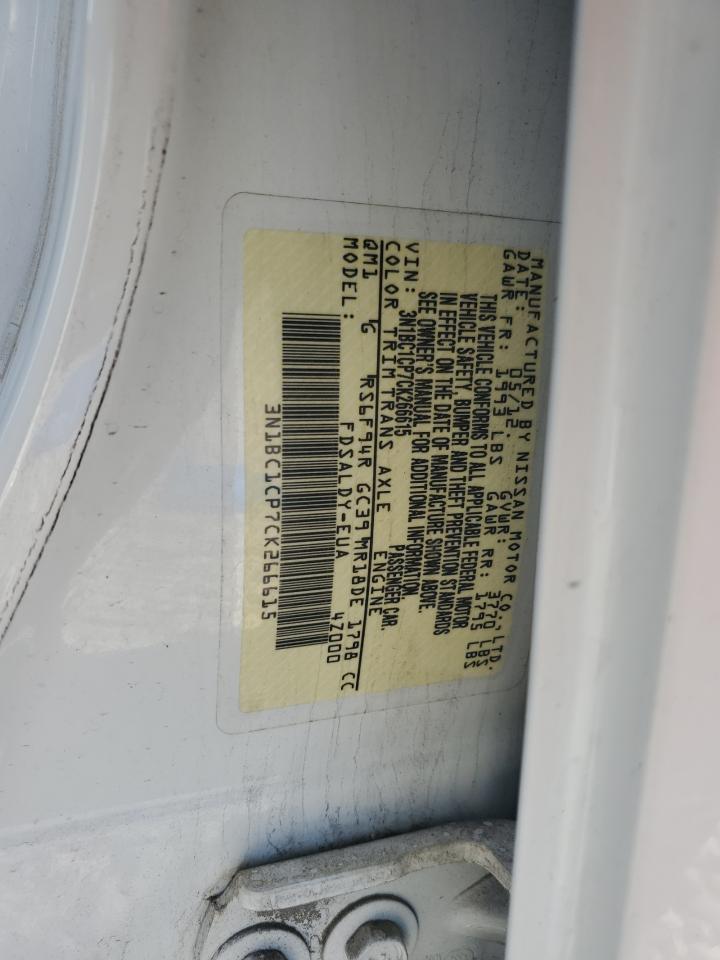 MANUFACTURED BY NISSAN MOTOR CO., LTD.
DATE: 05/12. GVWR: 3770 LBS
GAWR FR: 1993 LBS GAWR RR: 1795 LBS
THIS VEHICLE CONFORMS TO ALL APPLICABLE FEDERAL MOTOR
VEHICLE SAFETY, BUMPER AND THEFT PREVENTION STANDARDS
IN EFFECT ON THE DATE OF MANUFACTURE SHOWN ABOVE.
SEE OWNER'S MANUAL FOR ADDITIONAL INFORMATION.
VIN: 3N1BC1CP7CK266615 PASSENGER CAR.
COLOR TRIM TRANS AXLE ENGINE
QM1 G RS6F94R GC39 MR18DE 1798 CC
MODEL: FDSALDY-EUA 4Z000
3N1BC1CP7CK266615